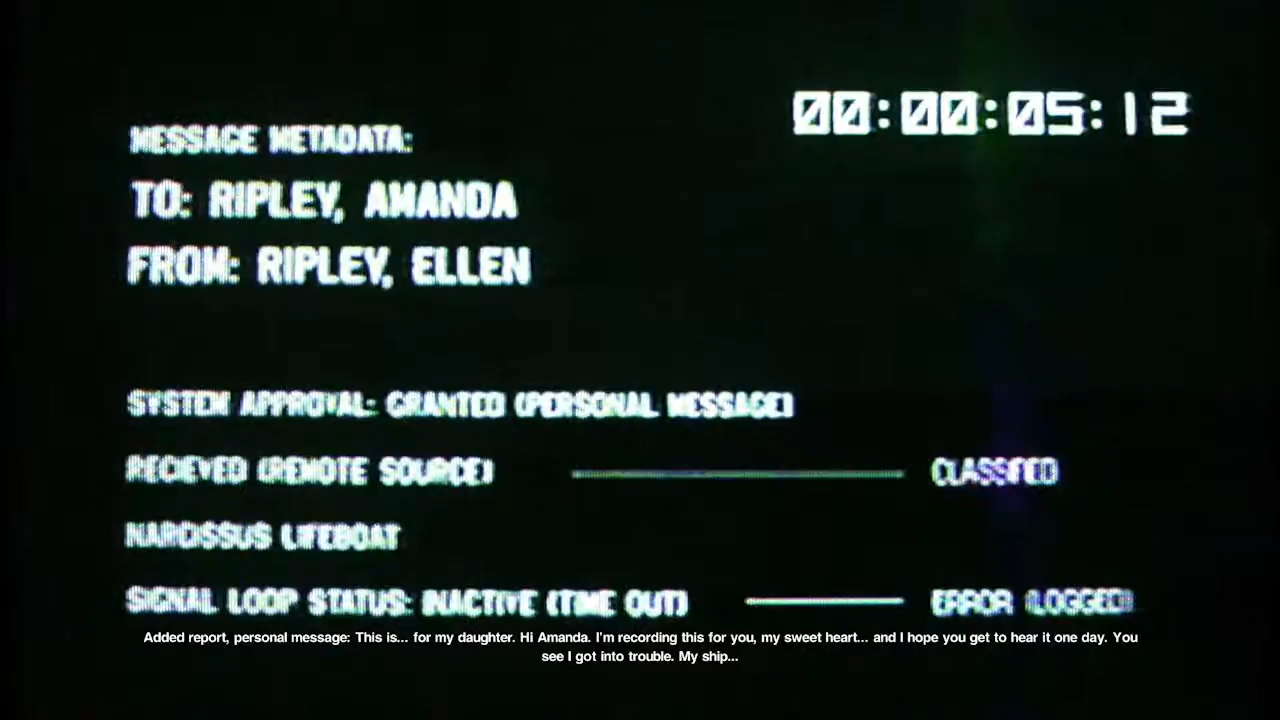 00:00:05:12
MESSAGE METADATA:
TO: RIPLEY, AMANDA
FROM: RIPLEY, ELLEN
SYSTEM APPROVAL: GRANTED (PERSONAL MESSAGE)
RECIEVED (REMOTE SOURCE) CLASSIFIED
NARCISSUS LIFEBOAT
SIGNAL LOOP STATUS: INACTIVE (TIME OUT) ERROR (LOGGED)
Added report, personal message: This is... for my daughter. Hi Amanda. I'm recording this for you, my sweet heart... and I hope you get to hear it one day. You
see I got into trouble. My ship...